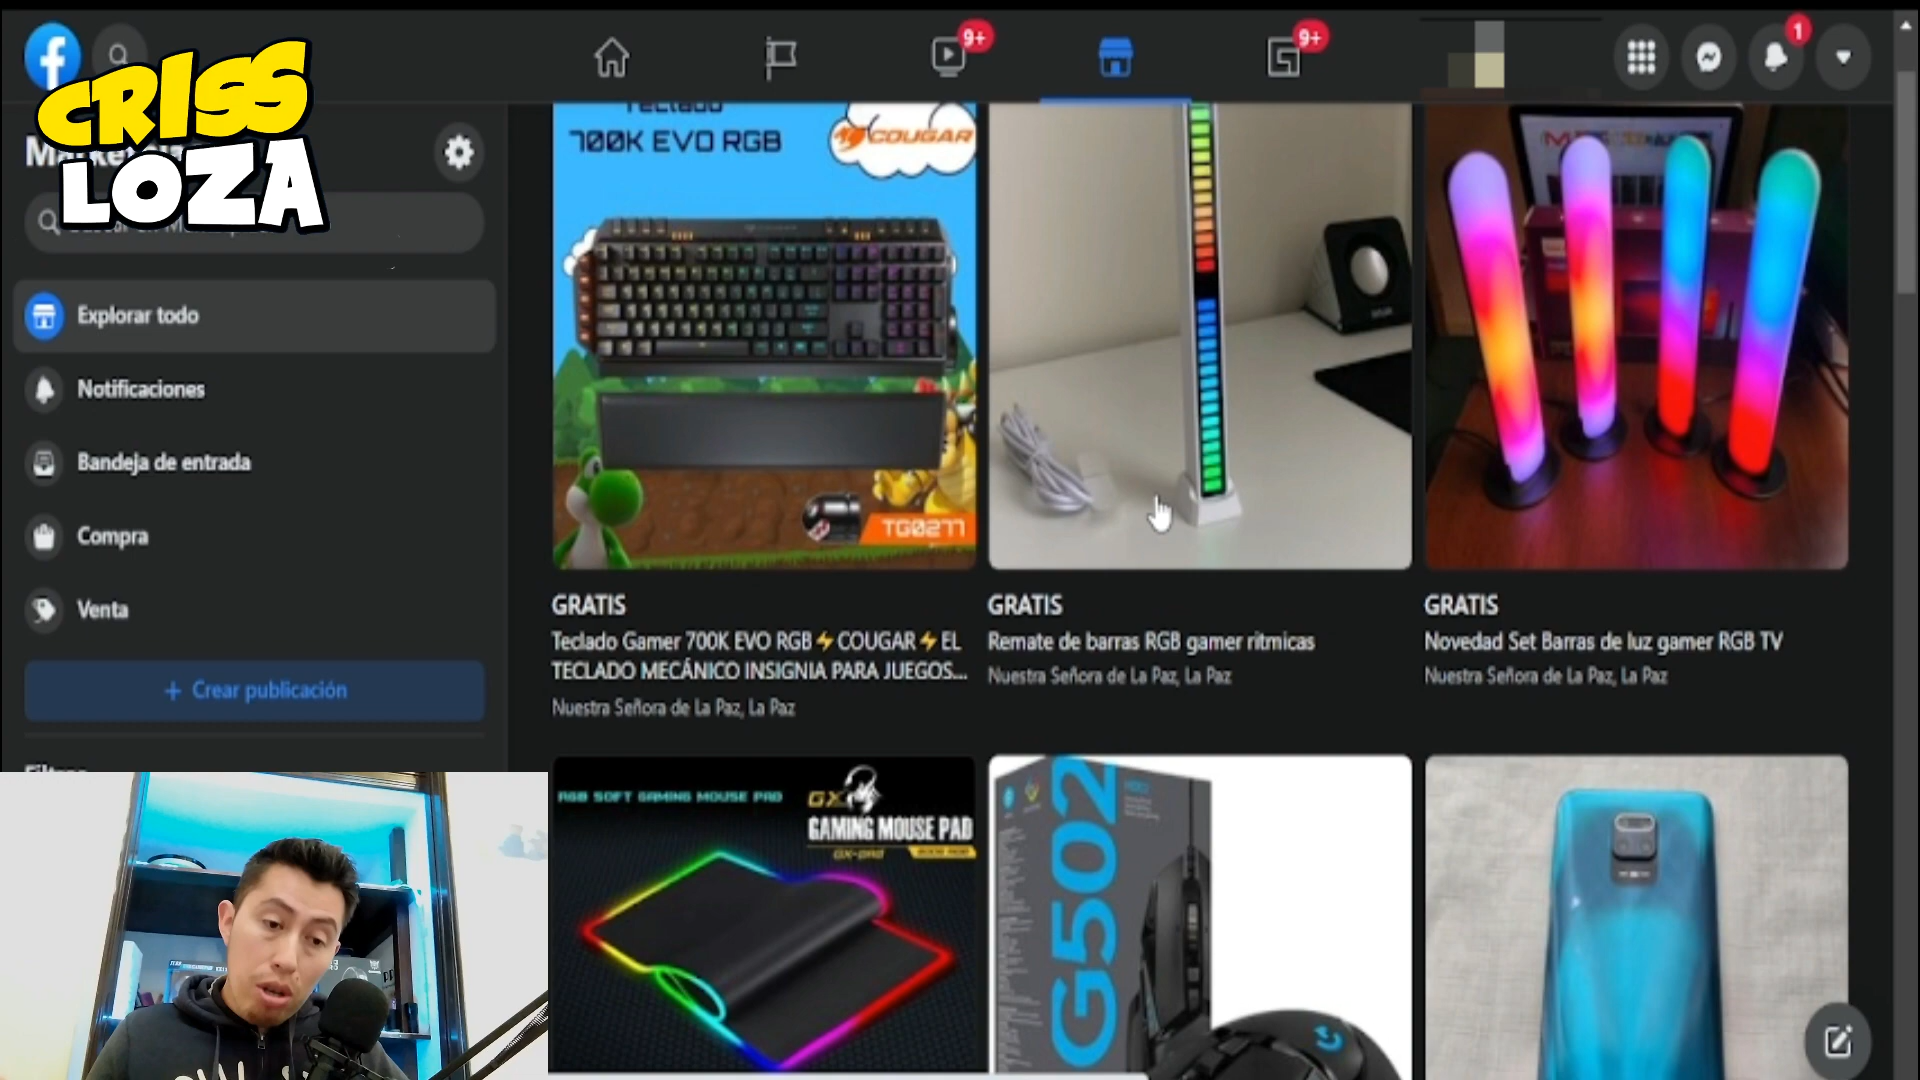 9+
9+
1
CRISS
LOZA
Explorar todo
Notificaciones
Bandeja de entrada
Compra
Venta
+ Crear publicación
Teclado
700K EVO RGB
COUGAR
TG0277
GRATIS
Teclado Gamer 700K EVO RGB⚡COUGAR⚡EL
TECLADO MECÁNICO INSIGNIA PARA JUEGOS...
Nuestra Señora de La Paz, La Paz
GRATIS
Remate de barras RGB gamer ritmicas
Nuestra Señora de La Paz, La Paz
GRATIS
Novedad Set Barras de luz gamer RGB TV
Nuestra Señora de La Paz, La Paz
RGB SOFT GAMING MOUSE PAD
GX
GAMING MOUSE PAD
G502